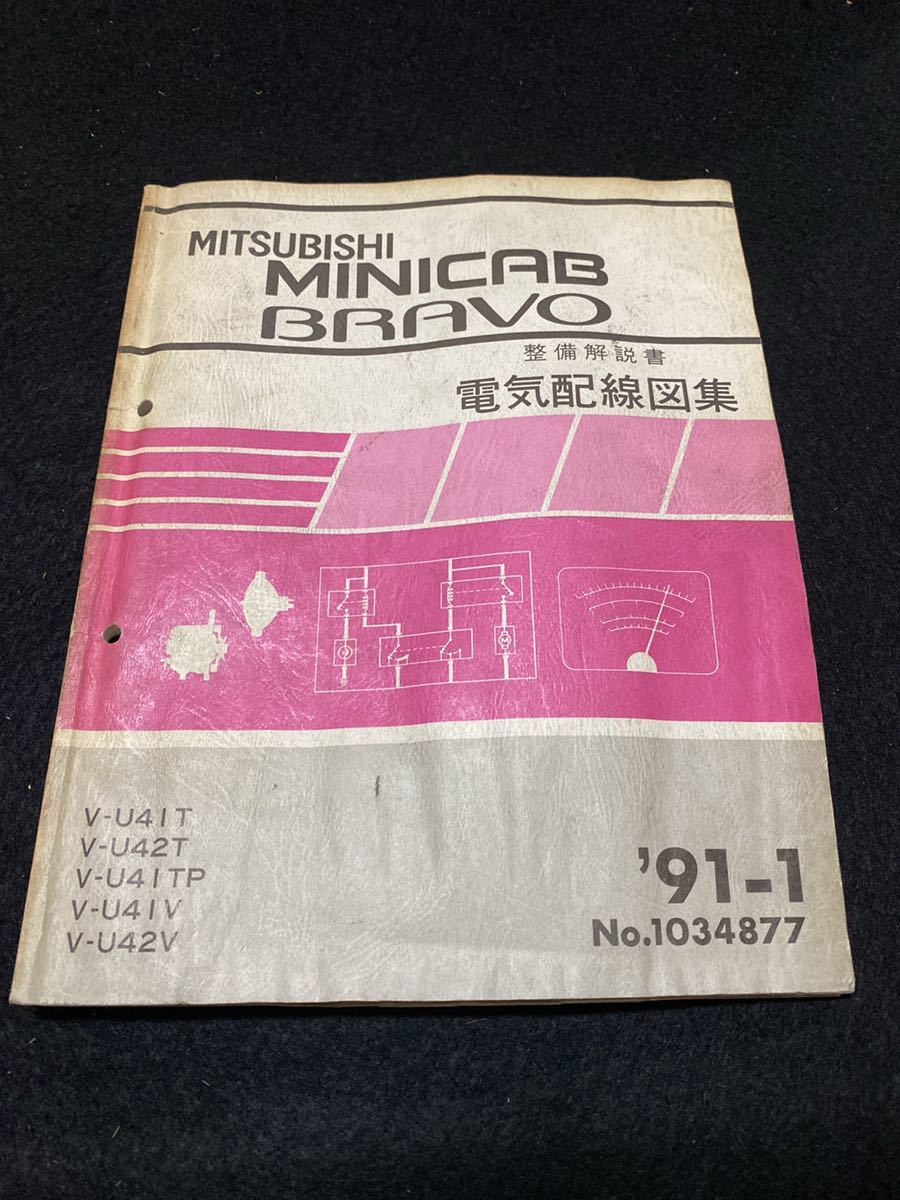 MITSUBISHI
MINICAB
BRAVO
整備解説書
電気配線図集
J
M
V-U41T
V-U42T
V-U41TP
V-U41V
V-U42V
'91-1
No.1034877